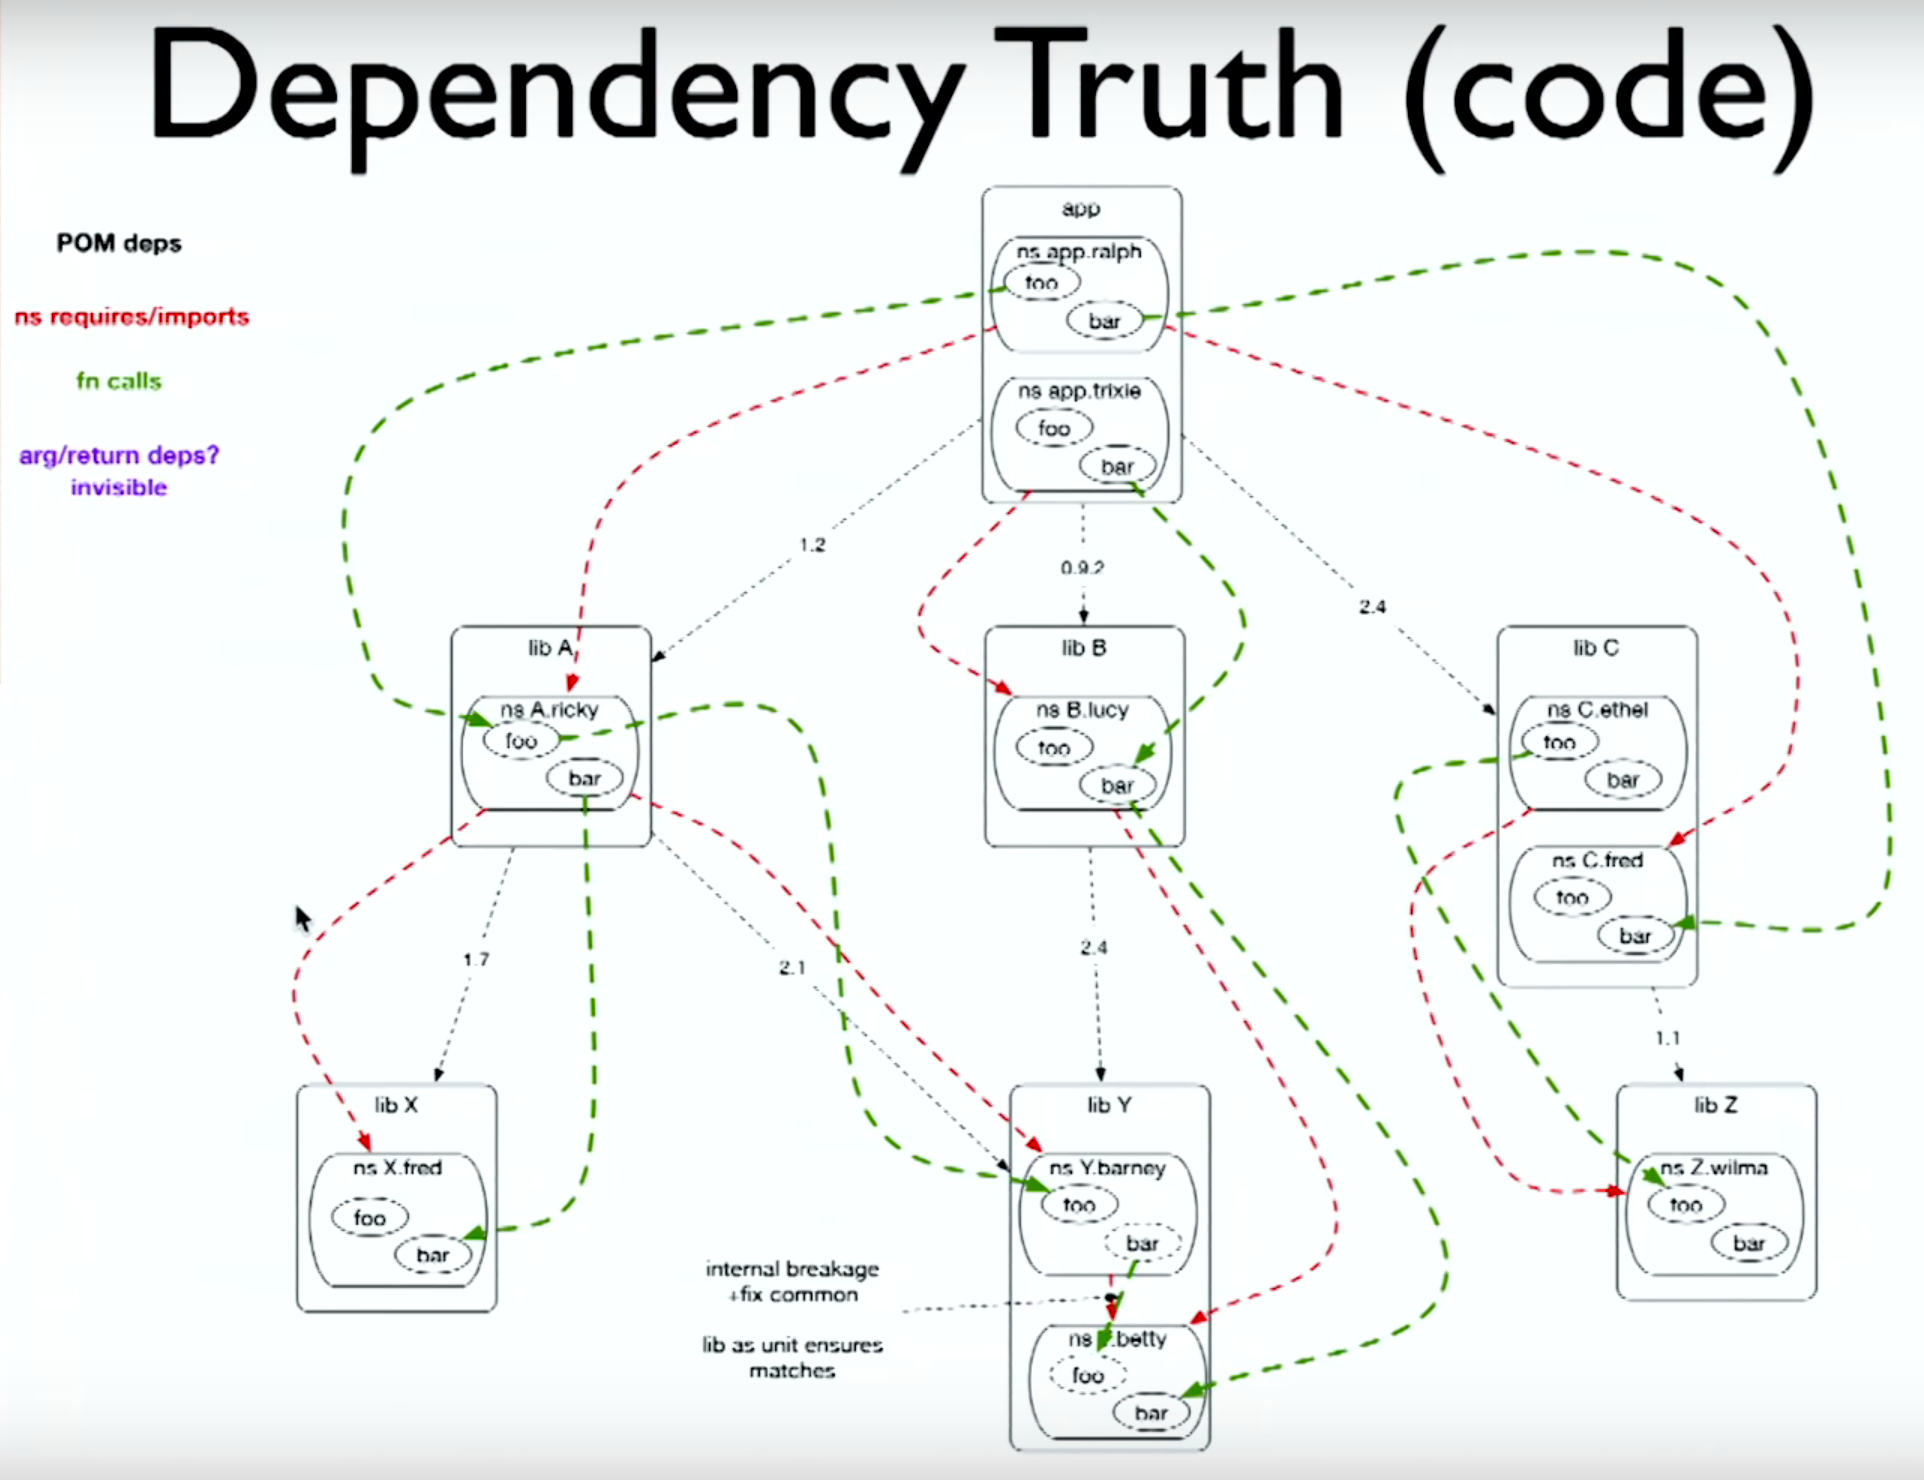 Dependency Truth (code)
POM deps
ns requires/imports
fn calls
arg/return deps?
invisible
app
ns app.ralph
foo
bar
ns app.trixie
foo
bar
1.2
0.9.2
2.4
lib A
ns A.ricky
foo
bar
lib B
ns B.lucy
foo
bar
lib C
ns C.ethel
foo
bar
ns C.fred
foo
bar
1.7
2.1
2.4
1.1
lib X
ns X.fred
foo
bar
lib Y
ns Y.barney
foo
bar
ns .betty
foo
bar
internal breakage
+fix common
lib as unit ensures
matches
lib Z
ns Z.wilma
foo
bar